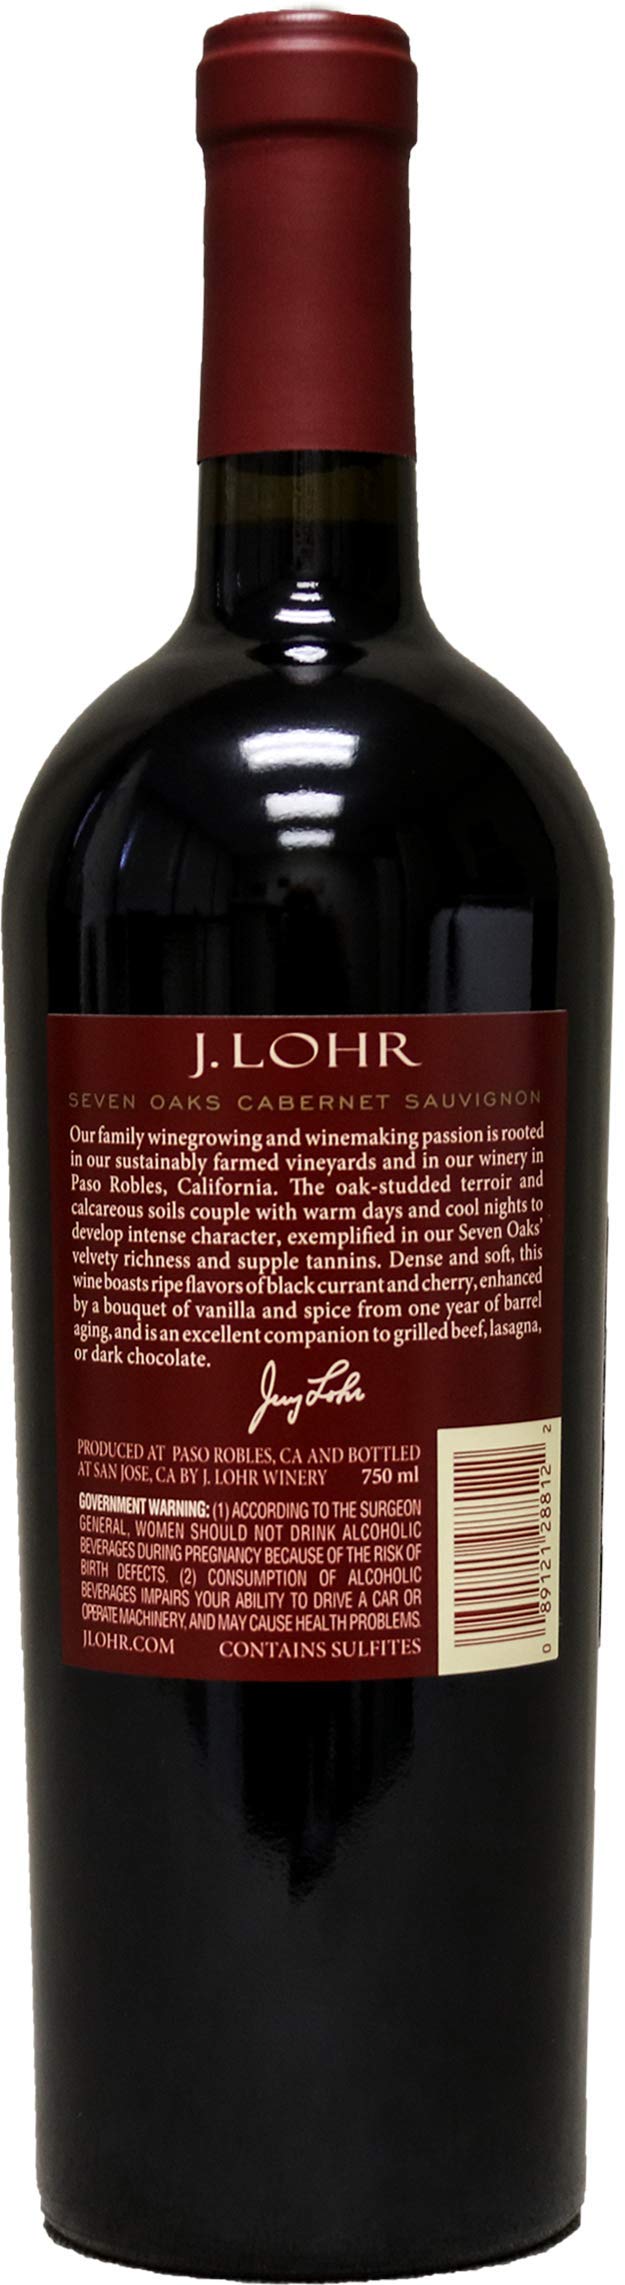 J. LOHR
SEVEN OAKS CABERNET SAUVIGNON
Our family winegrowing and winemaking passion is rooted
in our sustainably farmed vineyards and in our winery in
Paso Robles, California. The oak-studded terroir and
calcareous soils couple with warm days and cool nights to
develop intense character, exemplified in our Seven Oaks'
velvety richness and supple tannins. Dense and soft, this
wine boasts ripe flavors of black currant and cherry, enhanced
by a bouquet of vanilla and spice from one year of barrel
aging, and is an excellent companion to grilled beef, lasagna,
or dark chocolate.
Jerry Lohr
PRODUCED AT PASO ROBLES, CA AND BOTTLED
AT SAN JOSE, CA BY J. LOHR WINERY 750 ml
GOVERNMENT WARNING: (1) ACCORDING TO THE SURGEON
GENERAL, WOMEN SHOULD NOT DRINK ALCOHOLIC
BEVERAGES DURING PREGNANCY BECAUSE OF THE RISK OF
BIRTH DEFECTS. (2) CONSUMPTION OF ALCOHOLIC
BEVERAGES IMPAIRS YOUR ABILITY TO DRIVE A CAR OR
OPERATE MACHINERY, AND MAY CAUSE HEALTH PROBLEMS.
JLOHR.COM CONTAINS SULFITES
0 89121 28812 2